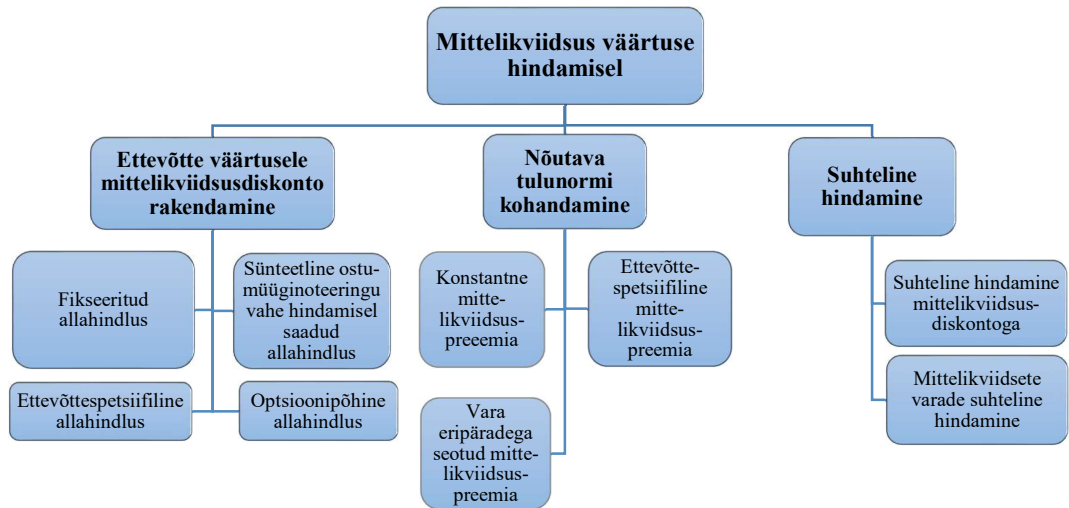 Mittelikviidsus väärtuse
hindamisel
Ettevõtte väärtusele
mittelikviidsusdiskonto
rakendamine
Nõutava
tulunormi
kohandamine
Suhteline
hindamine
Fikseeritud
allahindlus
Sünteetline ostu-
müüginoteeringu
vahe hindamisel
saadud
allahindlus
Ettevõttespetsiifiline
allahindlus
Optsioonipõhine
allahindlus
Konstantne
mitte-
likviidsus-
preeemia
Ettevõtte-
spetsiifiline
mitte-
likviidsus-
preemia
Vara
eripäradega
seotud mitte-
likviidsus-
preemia
Suhteline hindamine
mittelikviidsus-
diskontoga
Mittelikviidsete
varade suhteline
hindamine